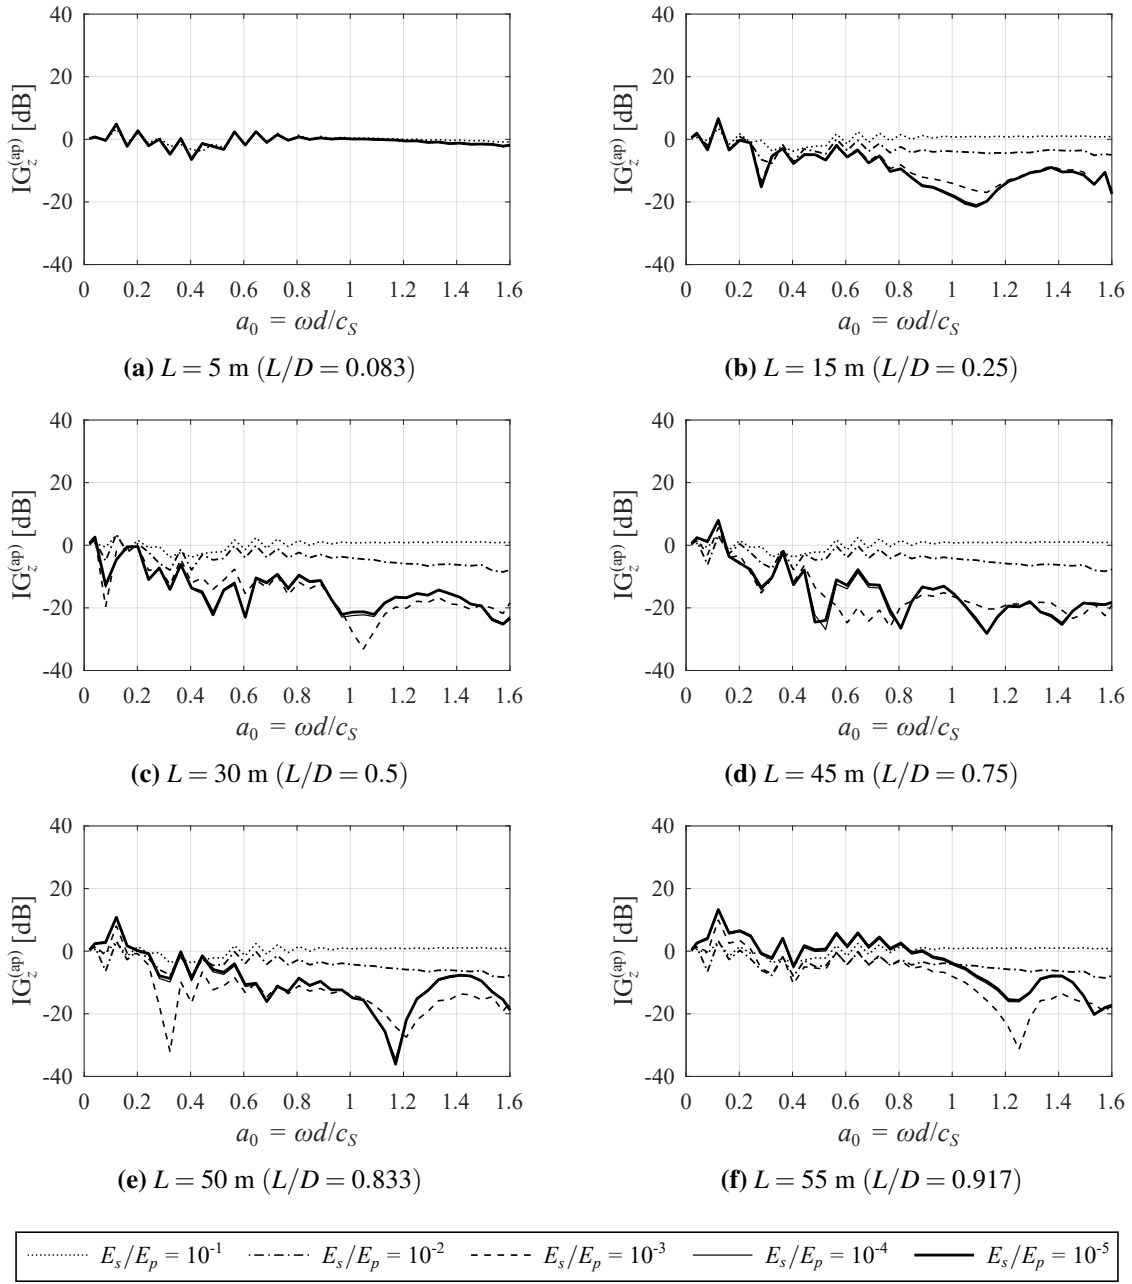 40
20
0
-20
-40
IG_z^(ap) [dB]
0 0.2 0.4 0.6 0.8 1 1.2 1.4 1.6
a_0 = ωd/c_S
(a) L = 5 m (L/D = 0.083)
40
20
0
-20
-40
IG_z^(ap) [dB]
0 0.2 0.4 0.6 0.8 1 1.2 1.4 1.6
a_0 = ωd/c_S
(b) L = 15 m (L/D = 0.25)
40
20
0
-20
-40
IG_z^(ap) [dB]
0 0.2 0.4 0.6 0.8 1 1.2 1.4 1.6
a_0 = ωd/c_S
(c) L = 30 m (L/D = 0.5)
40
20
0
-20
-40
IG_z^(ap) [dB]
0 0.2 0.4 0.6 0.8 1 1.2 1.4 1.6
a_0 = ωd/c_S
(d) L = 45 m (L/D = 0.75)
40
20
0
-20
-40
IG_z^(ap) [dB]
0 0.2 0.4 0.6 0.8 1 1.2 1.4 1.6
a_0 = ωd/c_S
(e) L = 50 m (L/D = 0.833)
40
20
0
-20
-40
IG_z^(ap) [dB]
0 0.2 0.4 0.6 0.8 1 1.2 1.4 1.6
a_0 = ωd/c_S
(f) L = 55 m (L/D = 0.917)
E_s/E_p = 10^-1 E_s/E_p = 10^-2 E_s/E_p = 10^-3 E_s/E_p = 10^-4 E_s/E_p = 10^-5